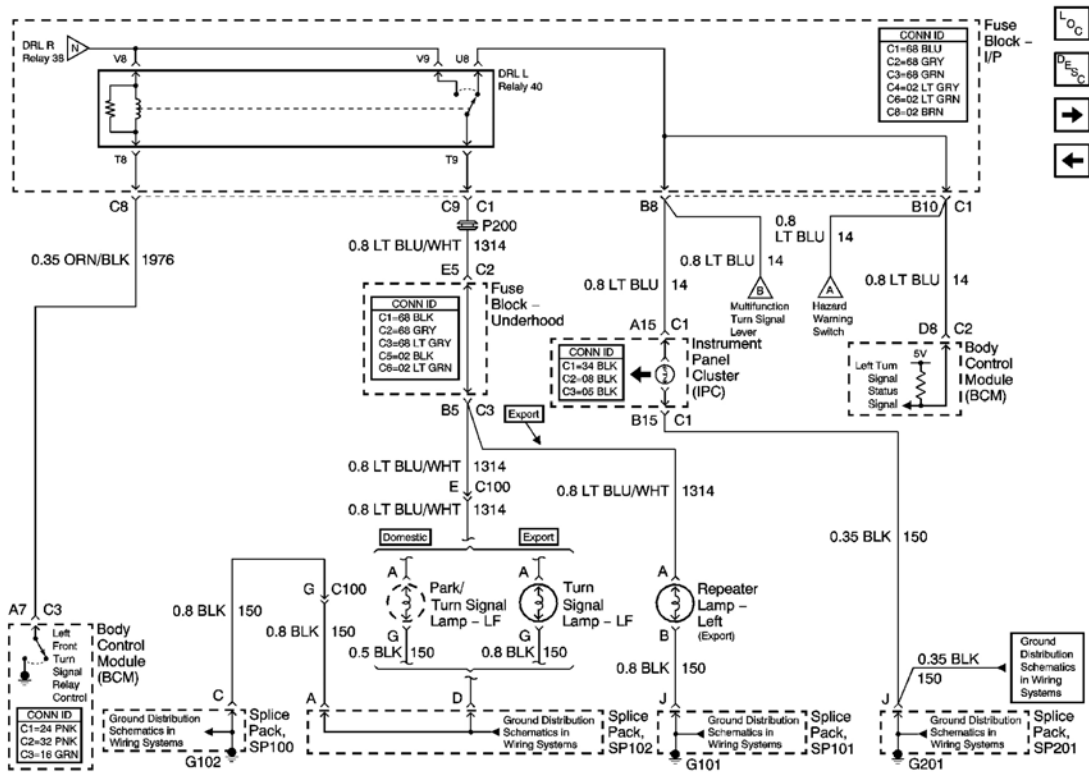 DRL R
Relay 38
N
V8
V9
U8
DRL L
Relaly 40
T8
T9
CONN ID
C1=68 BLU
C2=68 GRY
C3=68 GRN
C4=02 LT GRY
C6=02 LT GRN
C8=02 BRN
Fuse
Block –
I/P
LOC
DESC
C8
C9
C1
P200
B8
B10
C1
0.35 ORN/BLK 1976
0.8 LT BLU/WHT 1314
E5
C2
Fuse
Block –
Underhood
CONN ID
C1=68 BLK
C2=68 GRY
C3=68 LT GRY
C5=02 BLK
C6=02 LT GRN
B5
C3
Export
0.8 LT BLU 14
0.8 LT BLU 14
B
Multifunction
Turn Signal
Lever
0.8
LT BLU 14
A
Hazard
Warning
Switch
0.8 LT BLU 14
A15
C1
CONN ID
C1=34 BLK
C2=08 BLK
C3=05 BLK
Instrument
Panel
Cluster
(IPC)
B15
C1
D8
C2
5V
Left Turn
Signal
Status
Signal
Body
Control
Module
(BCM)
0.8 LT BLU/WHT 1314
E
C100
0.8 LT BLU/WHT 1314
0.8 LT BLU/WHT 1314
0.35 BLK 150
Domestic
Export
A
Park/
Turn Signal
Lamp – LF
G
0.5 BLK 150
A
Turn
Signal
Lamp – LF
G
0.8 BLK 150
A
Repeater
Lamp –
Left
(Export)
B
0.8 BLK 150
G
C100
0.8 BLK 150
0.8 BLK 150
A7
C3
Left
Front
Turn
Signal
Relay
Control
Body
Control
Module
(BCM)
CONN ID
C1=24 PNK
C2=32 PNK
C3=16 GRN
C
Ground Distribution
Schematics in
Wiring Systems
G102
Splice
Pack,
SP100
A
D
Ground Distribution
Schematics in
Wiring Systems
Splice
Pack,
SP102
J
Ground Distribution
Schematics in
Wiring Systems
G101
Splice
Pack,
SP101
0.35 BLK
150
Ground
Distribution
Schematics
in Wiring
Systems
J
Ground Distribution
Schematics in
Wiring Systems
G201
Splice
Pack,
SP201